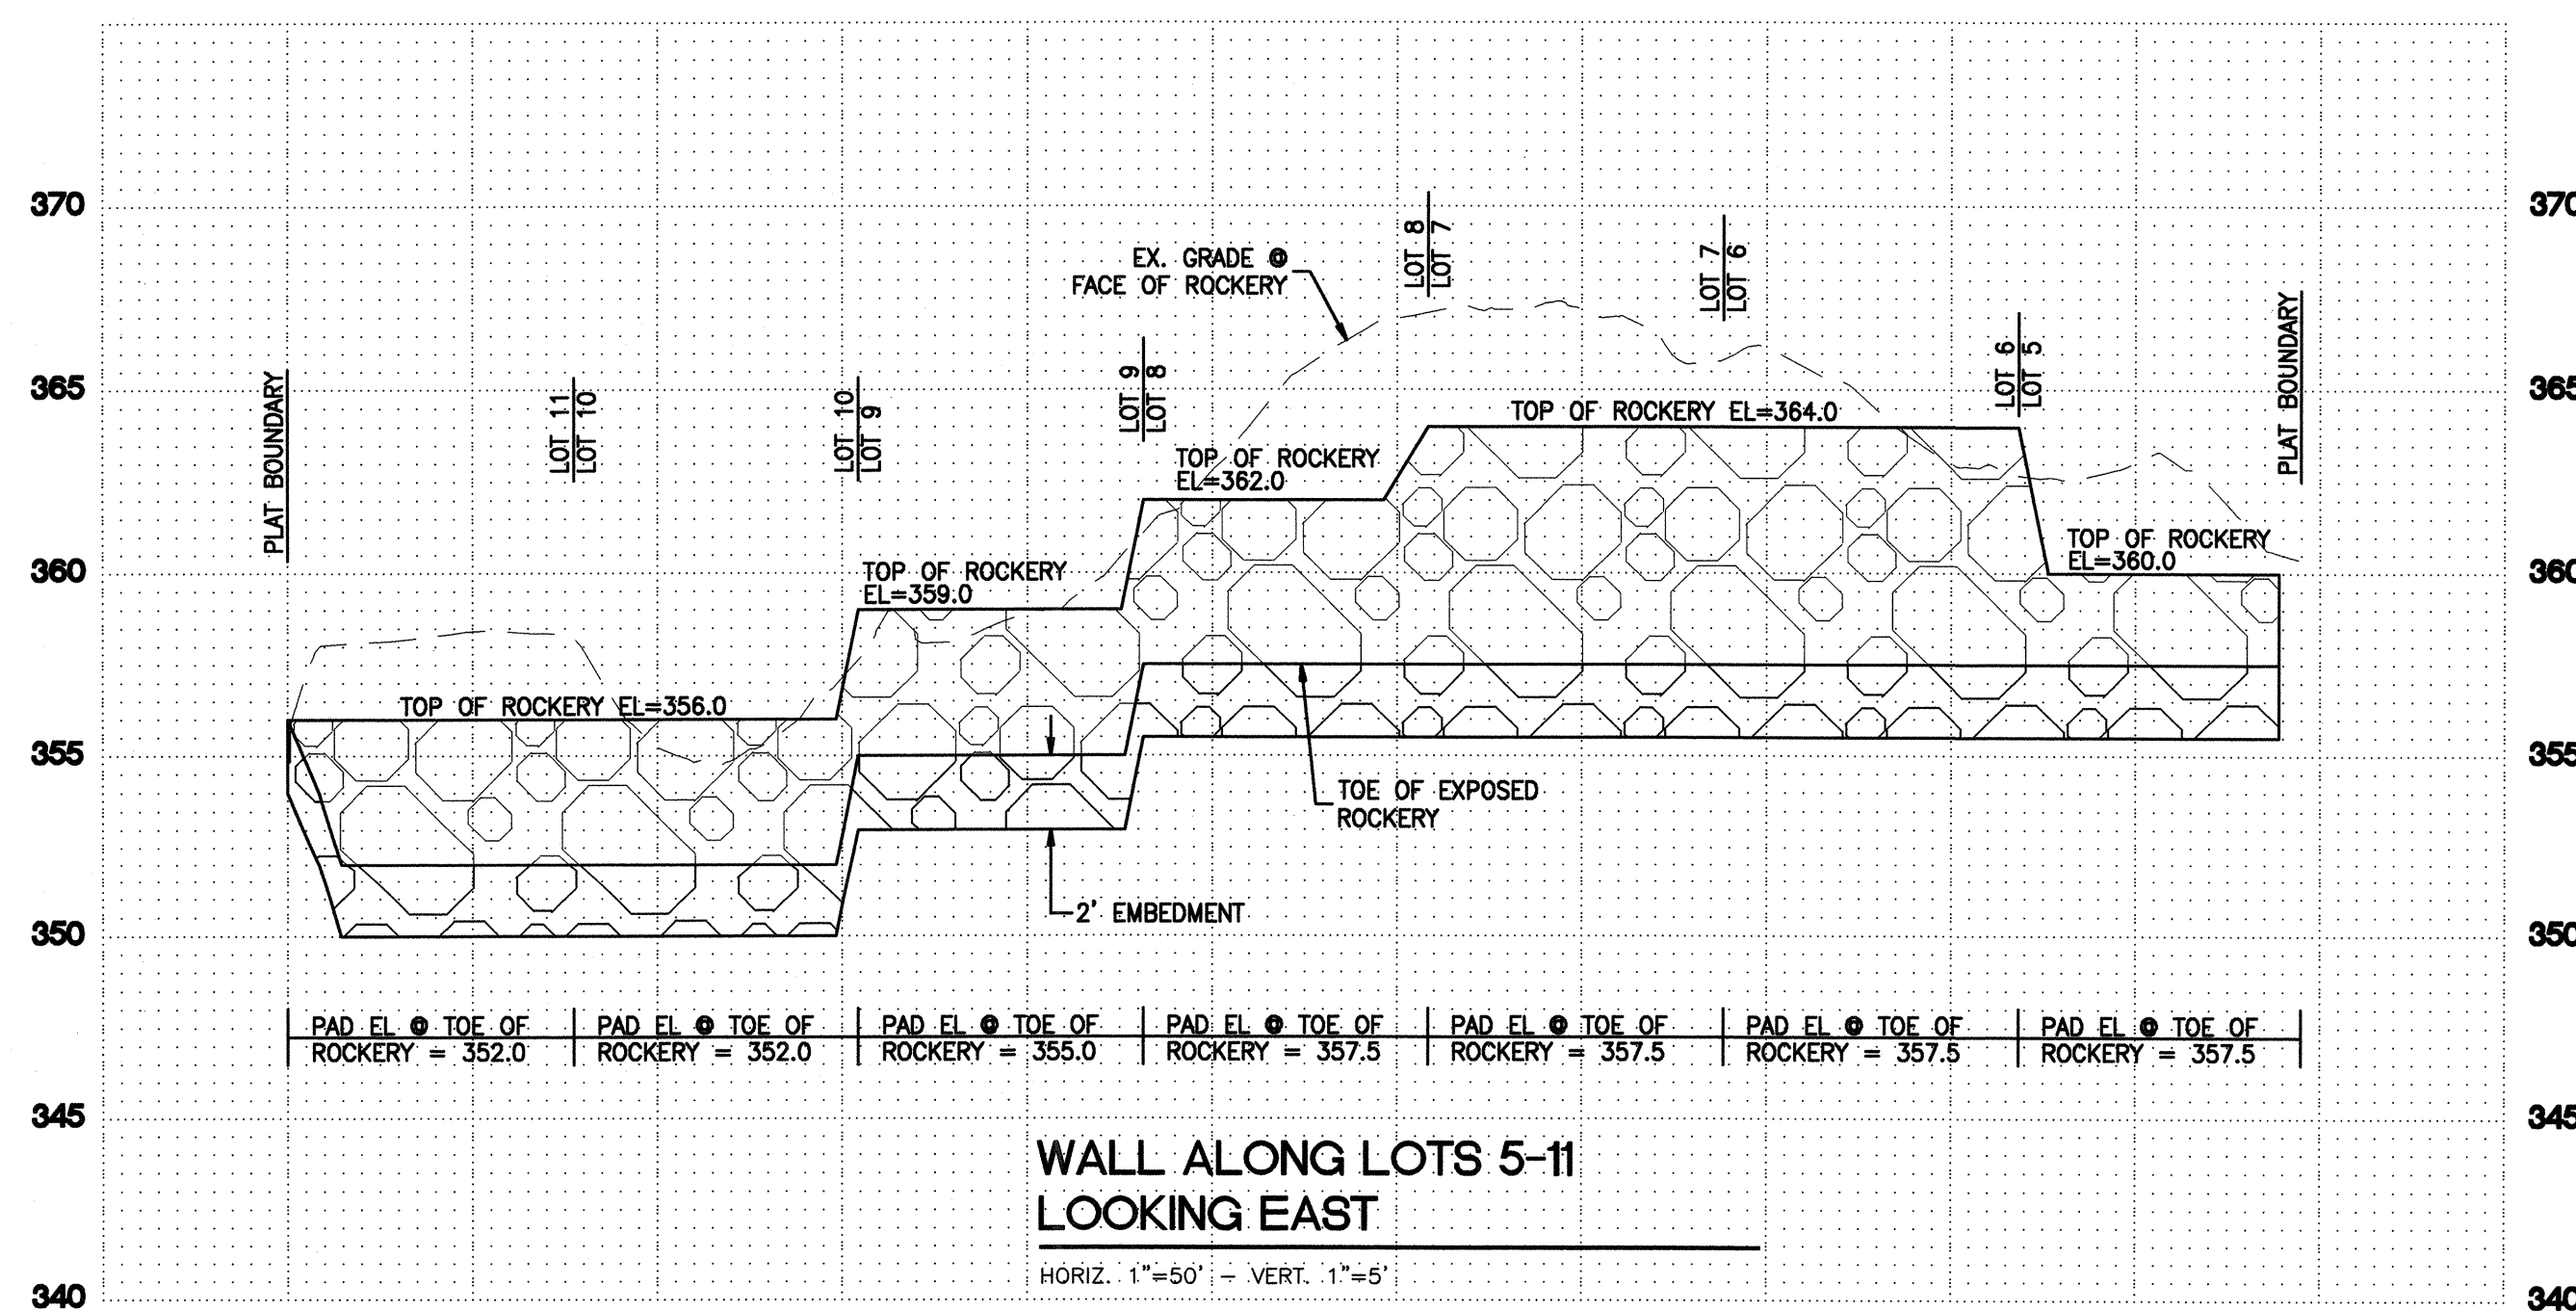 370
370
365
365
360
360
355
355
350
350
345
345
340
340
EX. GRADE @
FACE OF ROCKERY
LOT 8
LOT 7
LOT 7
LOT 6
PLAT BOUNDARY
LOT 11
LOT 10
LOT 10
LOT 9
LOT 9
LOT 8
LOT 6
LOT 5
PLAT BOUNDARY
TOP OF ROCKERY EL=364.0
TOP OF ROCKERY
EL=362.0
TOP OF ROCKERY
EL=360.0
TOP OF ROCKERY
EL=359.0
TOP OF ROCKERY EL=356.0
TOE OF EXPOSED
ROCKERY
2' EMBEDMENT
PAD EL @ TOE OF
ROCKERY = 352.0
PAD EL @ TOE OF
ROCKERY = 352.0
PAD EL @ TOE OF
ROCKERY = 355.0
PAD EL @ TOE OF
ROCKERY = 357.5
PAD EL @ TOE OF
ROCKERY = 357.5
PAD EL @ TOE OF
ROCKERY = 357.5
PAD EL @ TOE OF
ROCKERY = 357.5
WALL ALONG LOTS 5-11
LOOKING EAST
HORIZ. 1"=50' - VERT. 1"=5'